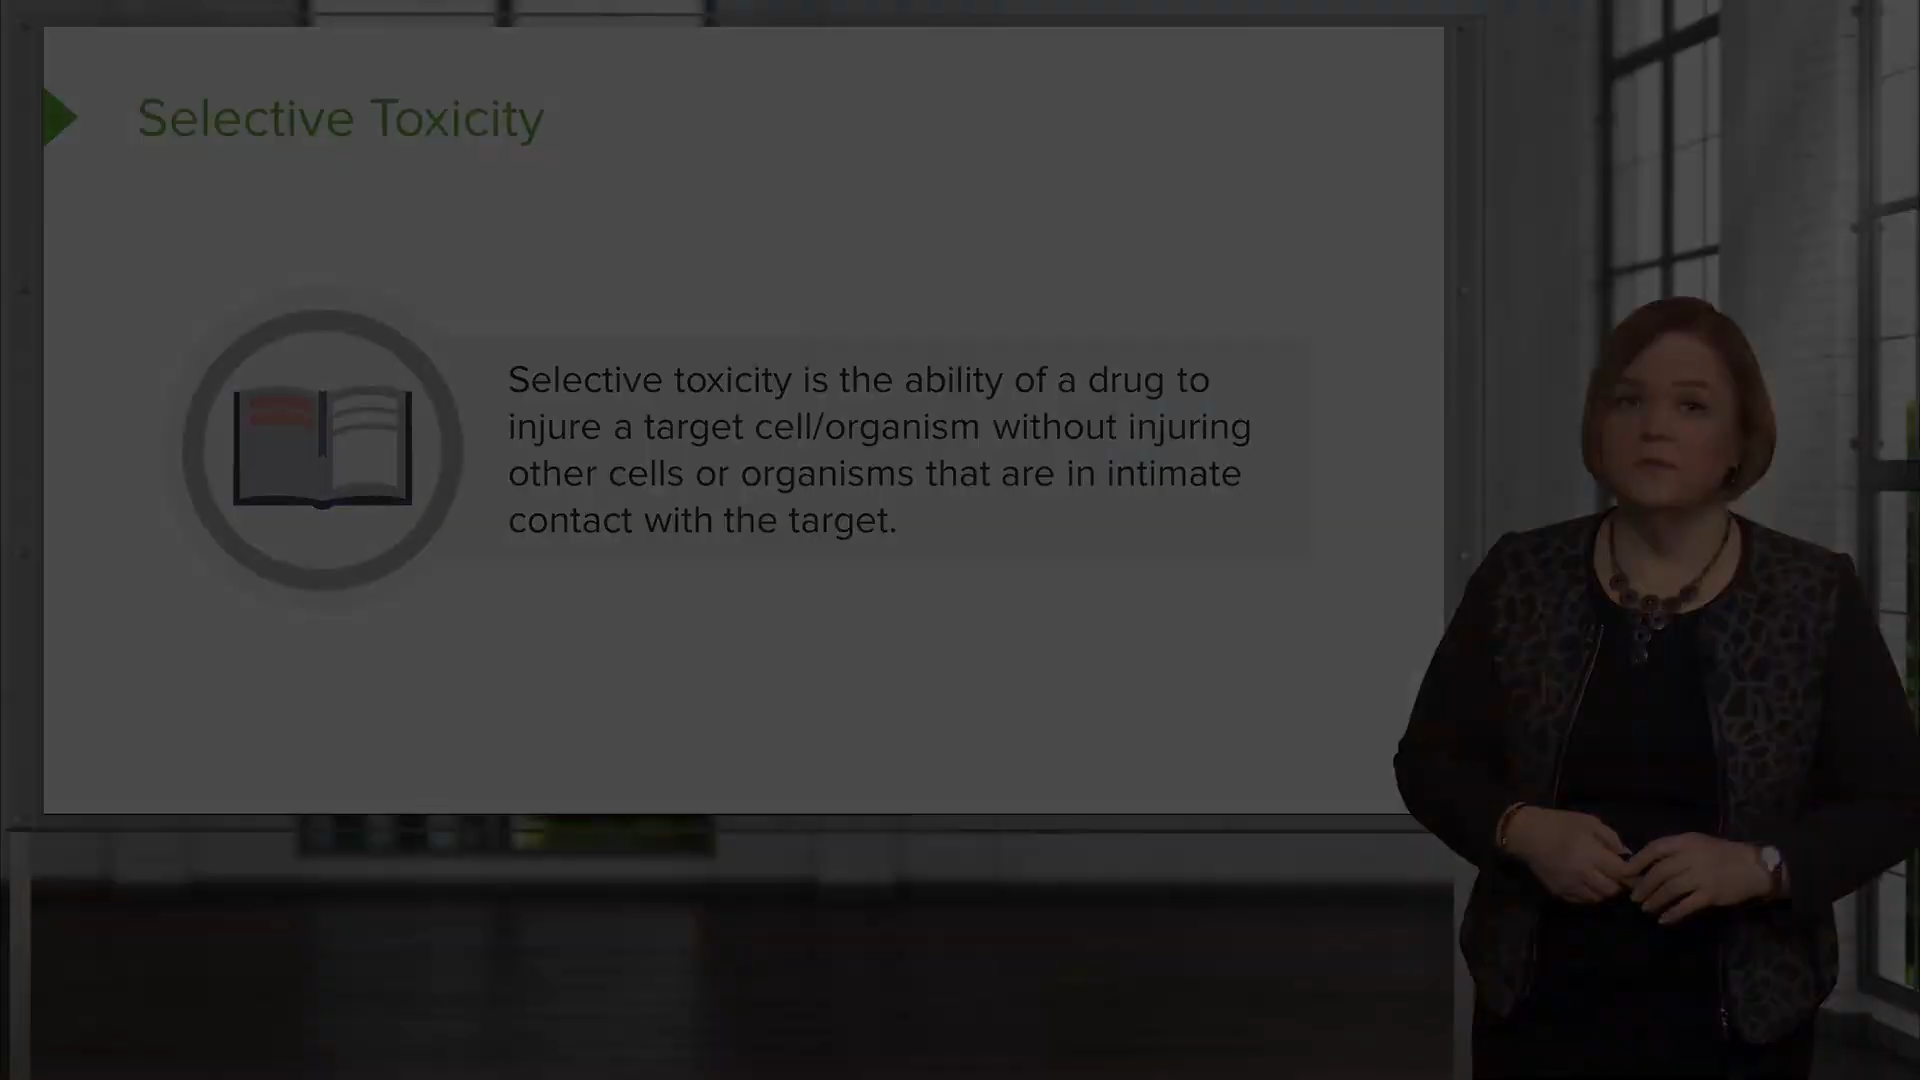 Selective Toxicity
Selective toxicity is the ability of a drug to
injure a target cell/organism without injuring
other cells or organisms that are in intimate
contact with the target.